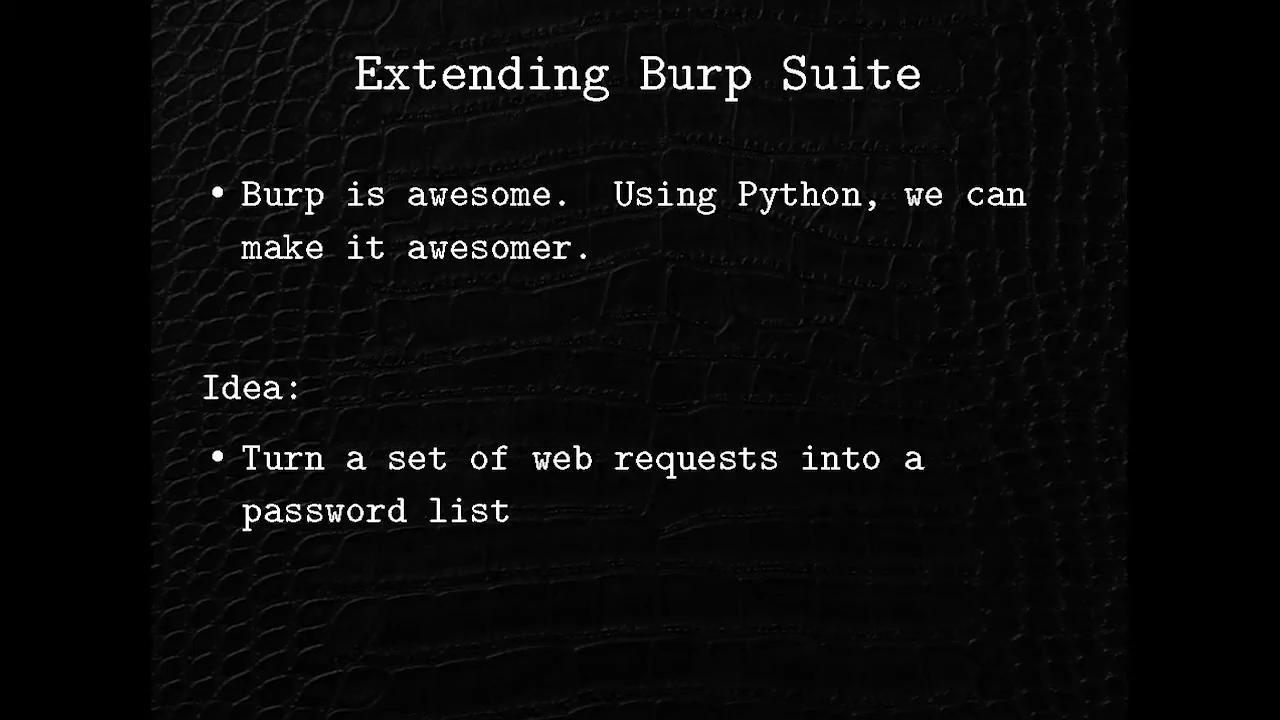 Extending Burp Suite
• Burp is awesome.  Using Python, we can
make it awesomer.
Idea:
• Turn a set of web requests into a
password list